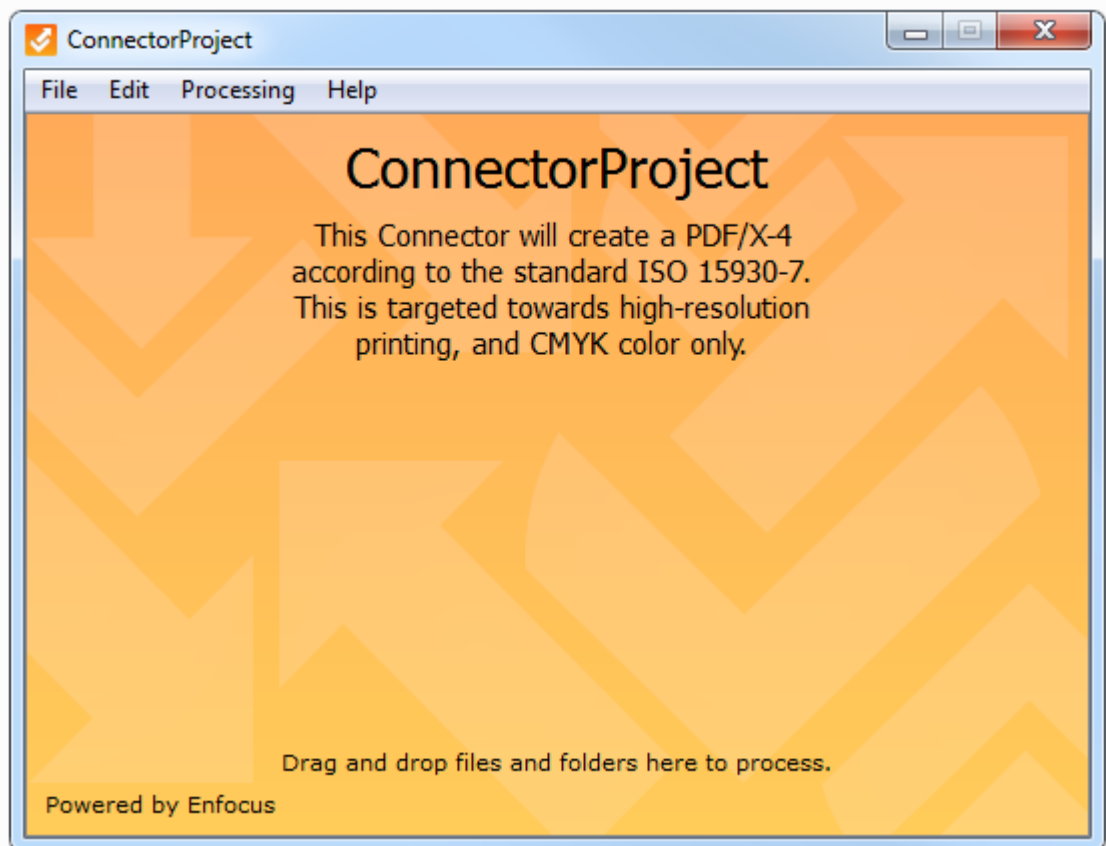 ConnectorProject
File Edit Processing Help
ConnectorProject
This Connector will create a PDF/X-4
according to the standard ISO 15930-7.
This is targeted towards high-resolution
printing, and CMYK color only.
Drag and drop files and folders here to process.
Powered by Enfocus